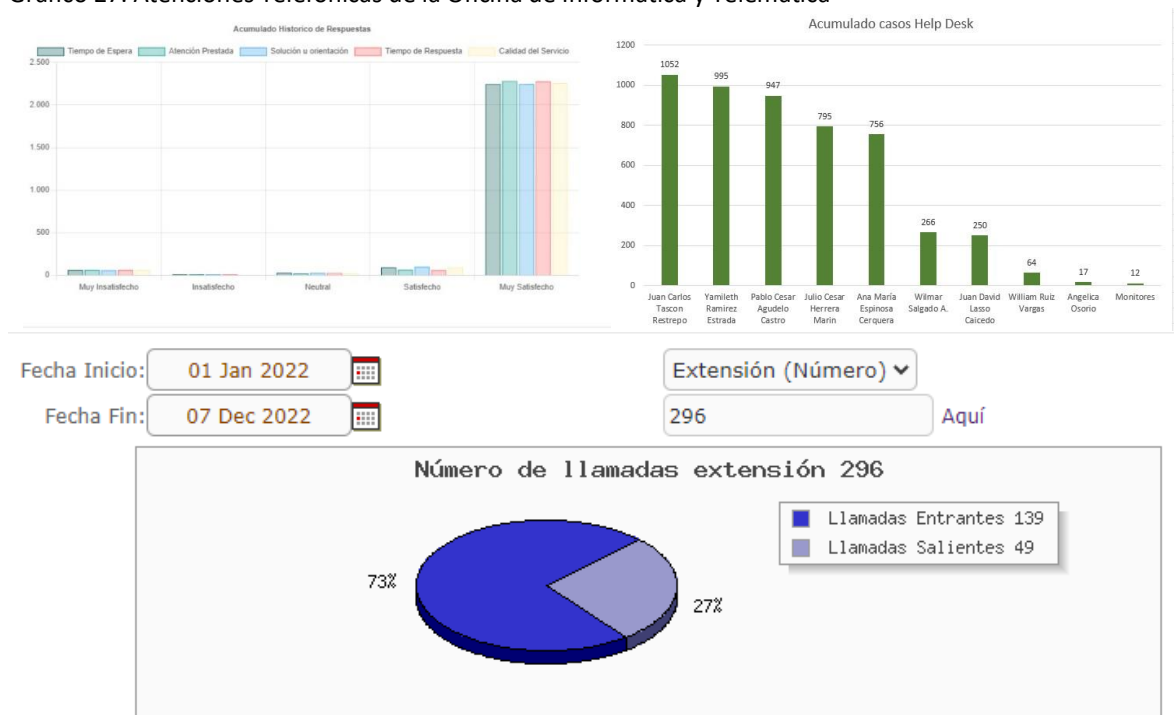 Gráfico 27. Atenciones Telefónicas de la Oficina de Informática y Telemática
Acumulado Historico de Respuestas
Tiempo de Espera Atención Prestada Solución u orientación Tiempo de Respuesta Calidad del Servicio
2.500
2.000
1.500
1.000
500
0
Muy Insatisfecho Insatisfecho Neutral Satisfecho Muy Satisfecho
Acumulado casos Help Desk
1200
1000
800
600
400
200
0
1052
995
947
795
756
266
250
64
17
12
Juan Carlos Tascon Restrepo
Yamileth Ramirez Estrada
Pablo Cesar Agudelo Castro
Julio Cesar Herrera Marin
Ana María Espinosa Cerquera
Wilmar Salgado A.
Juan David Lasso Caicedo
William Ruiz Vargas
Angelica Osorio
Monitores
Fecha Inicio: 01 Jan 2022
Extensión (Número)
Fecha Fin: 07 Dec 2022
296 Aquí
Número de llamadas extensión 296
Llamadas Entrantes 139
Llamadas Salientes 49
73%
27%